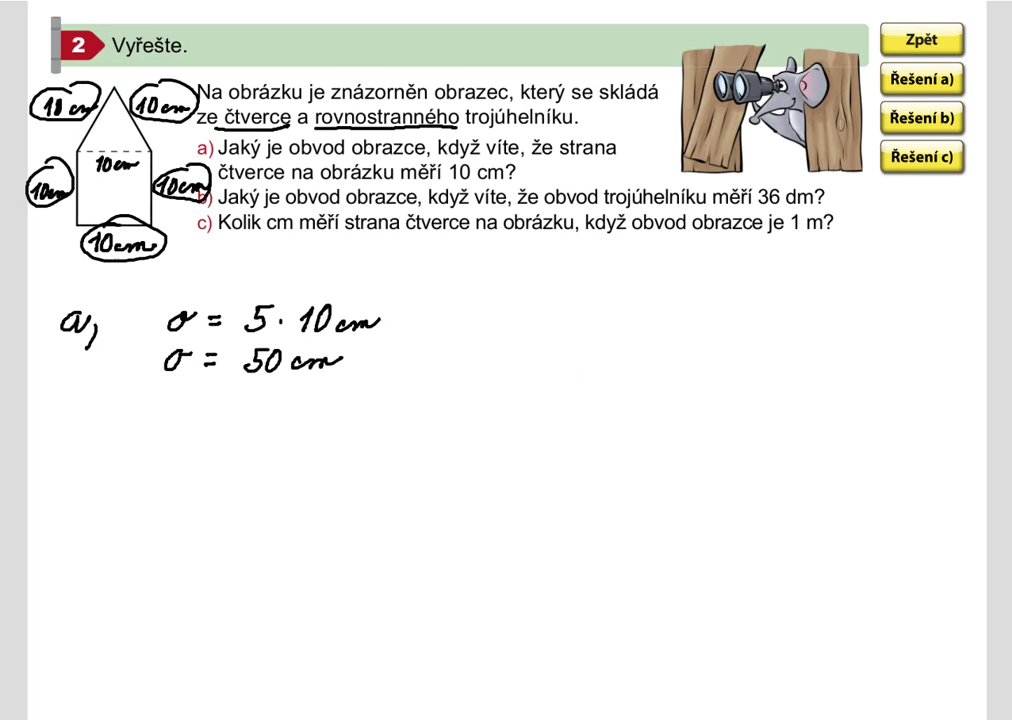 2 Vyřešte.
Zpět
Řešení a)
Řešení b)
Řešení c)
Na obrázku je znázorněn obrazec, který se skládá
ze čtverce a rovnostranného trojúhelníku.
a) Jaký je obvod obrazce, když víte, že strana
čtverce na obrázku měří 10 cm?
b) Jaký je obvod obrazce, když víte, že obvod trojúhelníku měří 36 dm?
c) Kolik cm měří strana čtverce na obrázku, když obvod obrazce je 1 m?
10 cm
10 cm
10 cm
10 cm
10 cm
10 cm
a, o = 5 · 10 cm
o = 50 cm